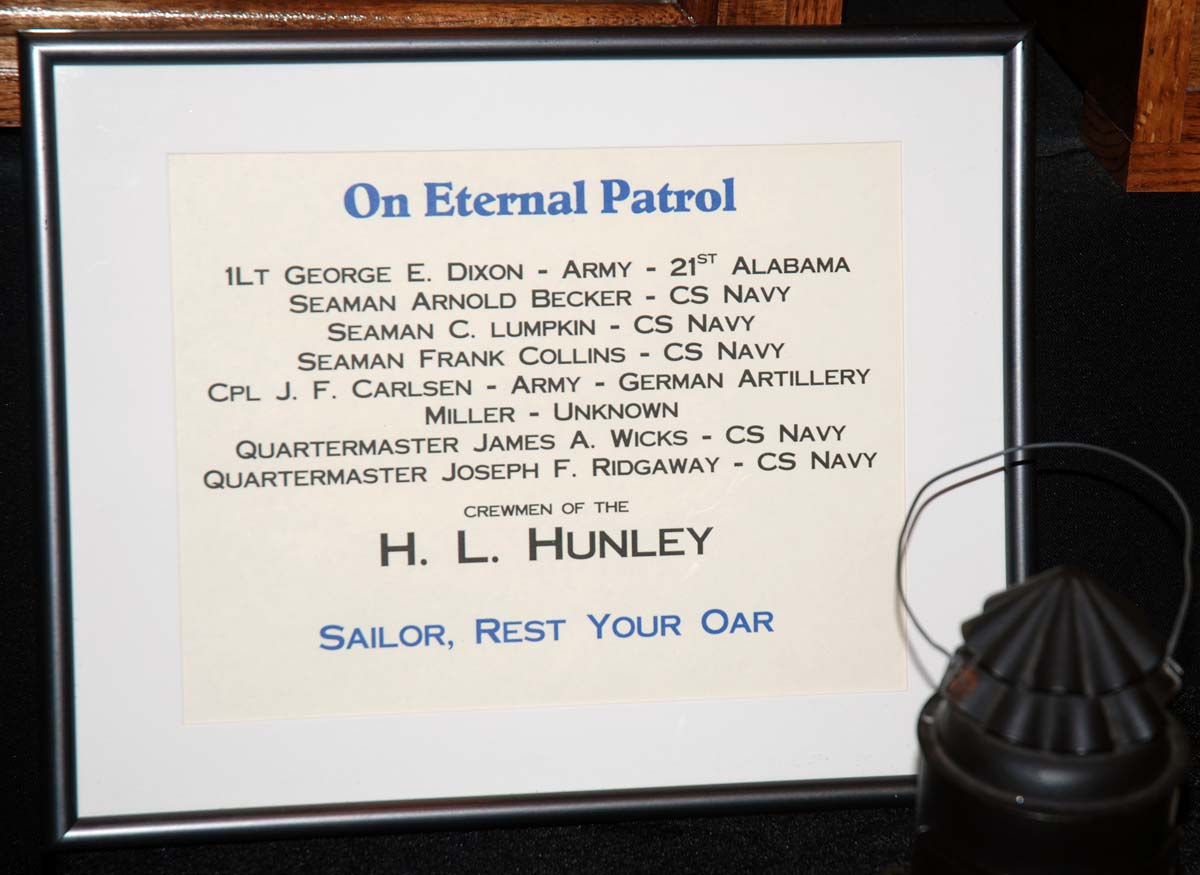 On Eternal Patrol
1LT GEORGE E. DIXON - ARMY - 21ST ALABAMA
SEAMAN ARNOLD BECKER - CS NAVY
SEAMAN C. LUMPKIN - CS NAVY
SEAMAN FRANK COLLINS - CS NAVY
CPL J. F. CARLSEN - ARMY - GERMAN ARTILLERY
MILLER - UNKNOWN
QUARTERMASTER JAMES A. WICKS - CS NAVY
QUARTERMASTER JOSEPH F. RIDGAWAY - CS NAVY
CREWMEN OF THE
H. L. HUNLEY
SAILOR, REST YOUR OAR